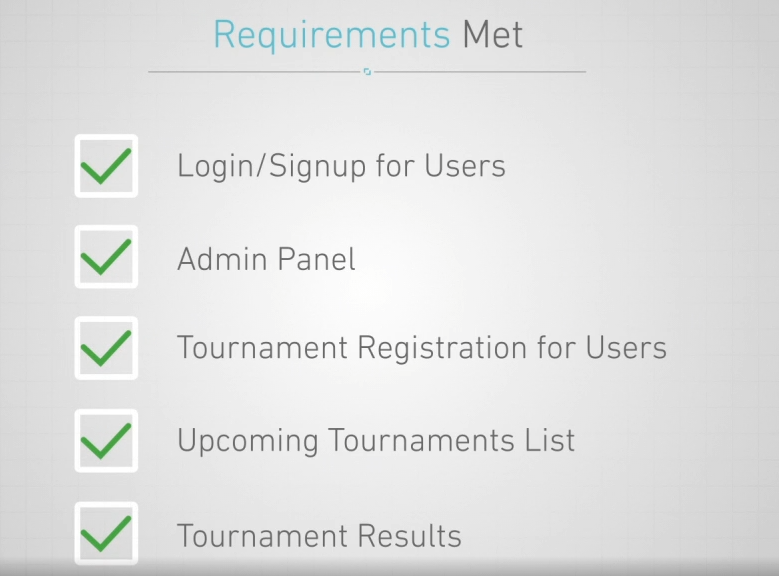 Requirements Met
Login/Signup for Users
Admin Panel
Tournament Registration for Users
Upcoming Tournaments List
Tournament Results